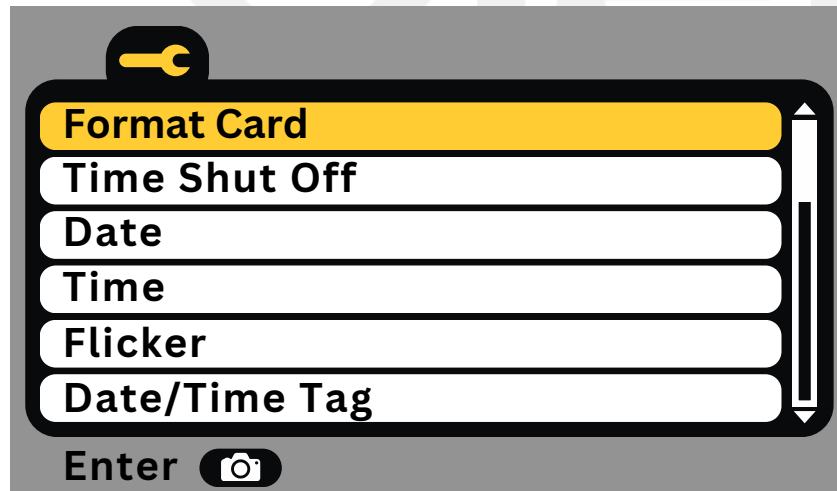 Format Card
Time Shut Off
Date
Time
Flicker
Date/Time Tag
Enter